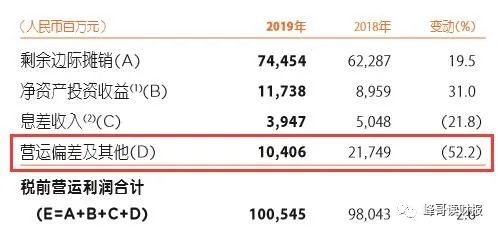 （人民币百万元） 2019年 2018年 变动(%)
剩余边际摊销(A) 74,454 62,287 19.5
净资产投资收益⁽¹⁾(B) 11,738 8,959 31.0
息差收入⁽²⁾(C) 3,947 5,048 (21.8)
营运偏差及其他(D) 10,406 21,749 (52.2)
税前营运利润合计
(E=A+B+C+D) 100,545 98,043 2.6
峰哥读财报